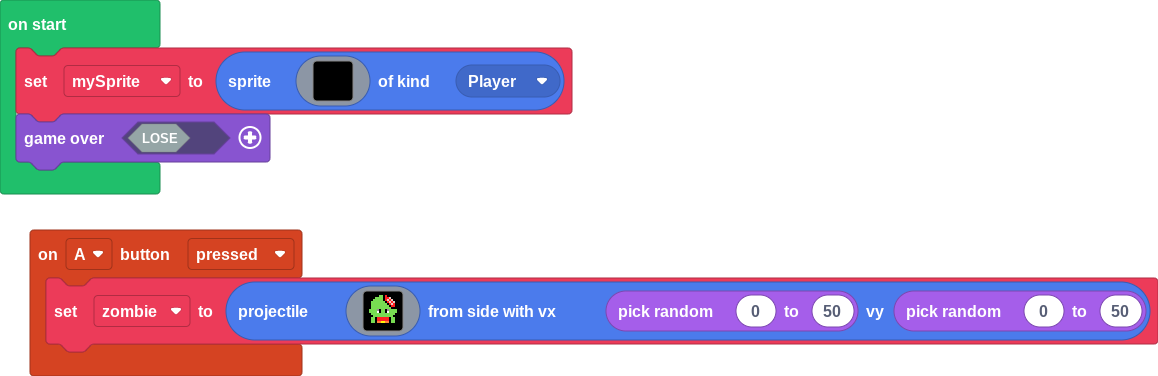 on start
set mySprite to sprite of kind Player
game over LOSE
on A button pressed
set zombie to projectile from side with vx pick random 0 to 50 vy pick random 0 to 50